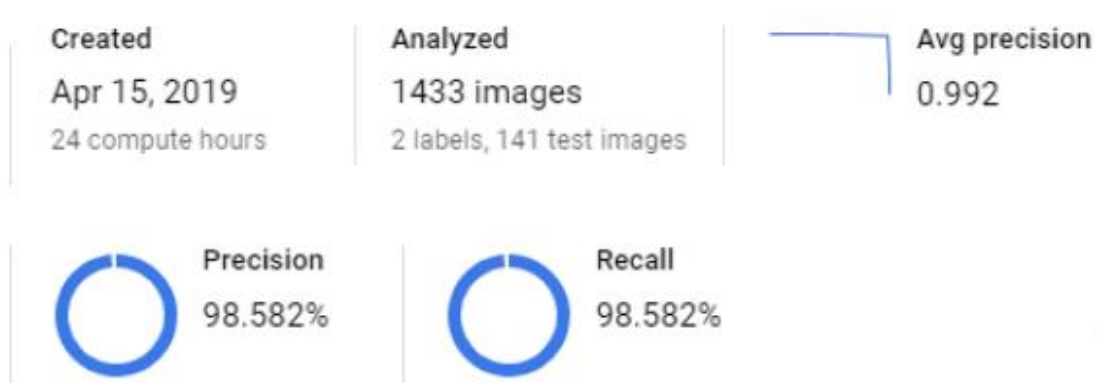 Created
Apr 15, 2019
24 compute hours
Analyzed
1433 images
2 labels, 141 test images
Avg precision
0.992
Precision
98.582%
Recall
98.582%